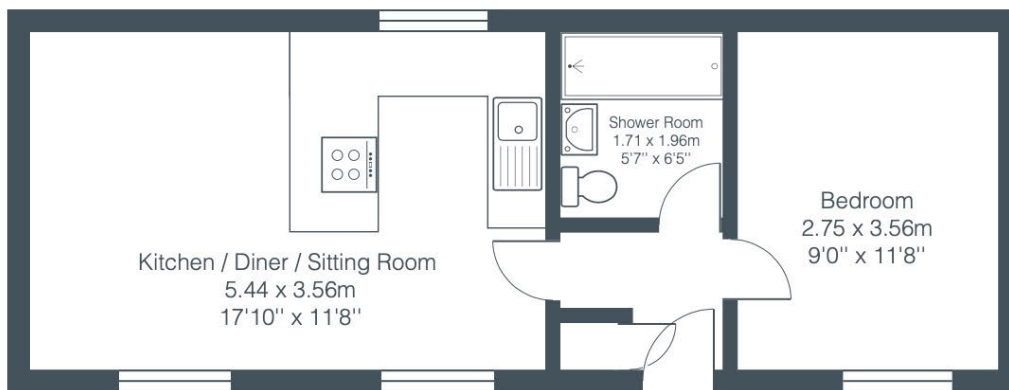 Shower Room
1.71 x 1.96m
5'7'' x 6'5''
Bedroom
2.75 x 3.56m
9'0'' x 11'8''
Kitchen / Diner / Sitting Room
5.44 x 3.56m
17'10'' x 11'8''